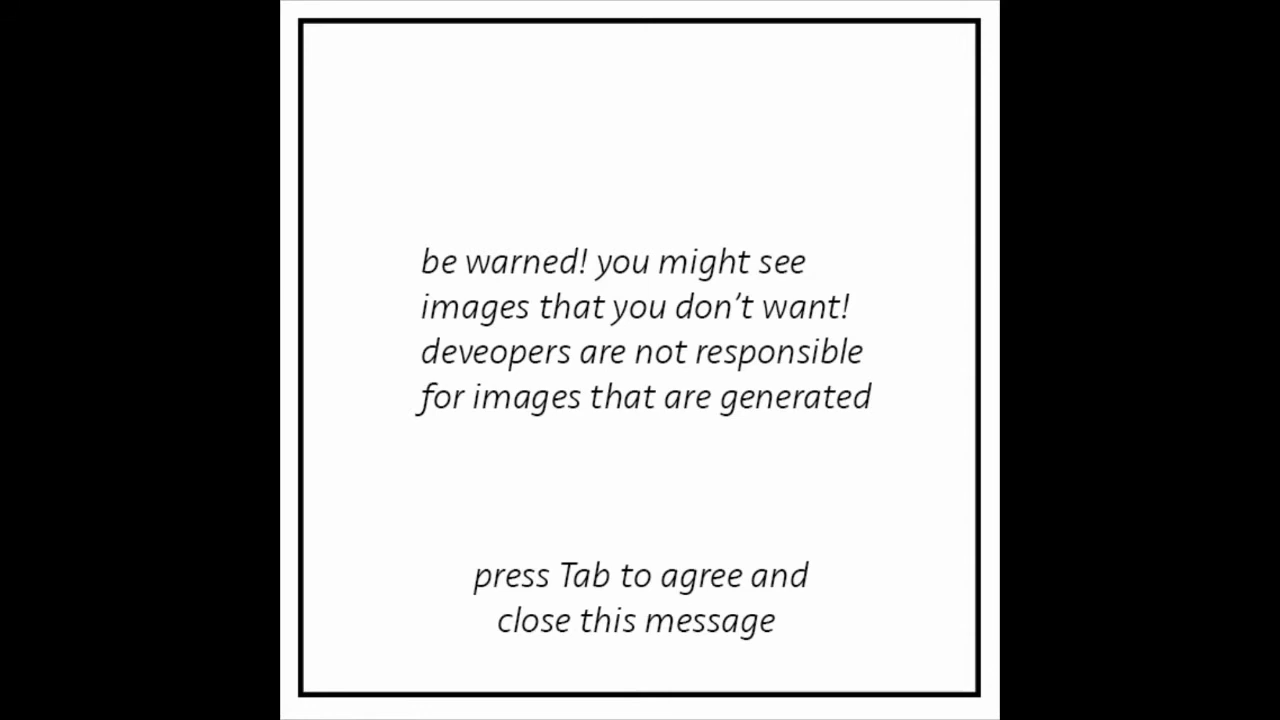 be warned! you might see
images that you don't want!
deveopers are not responsible
for images that are generated
press Tab to agree and
close this message